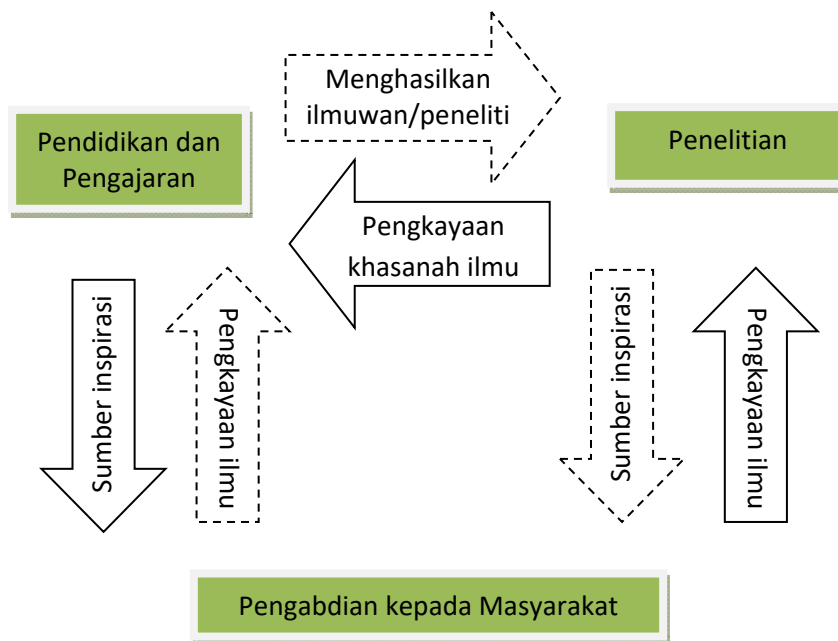 Menghasilkan
ilmuwan/peneliti
Pendidikan dan
Pengajaran
Penelitian
Pengkayaan
khasanah ilmu
Sumber inspirasi
Pengkayaan ilmu
Sumber inspirasi
Pengkayaan ilmu
Pengabdian kepada Masyarakat